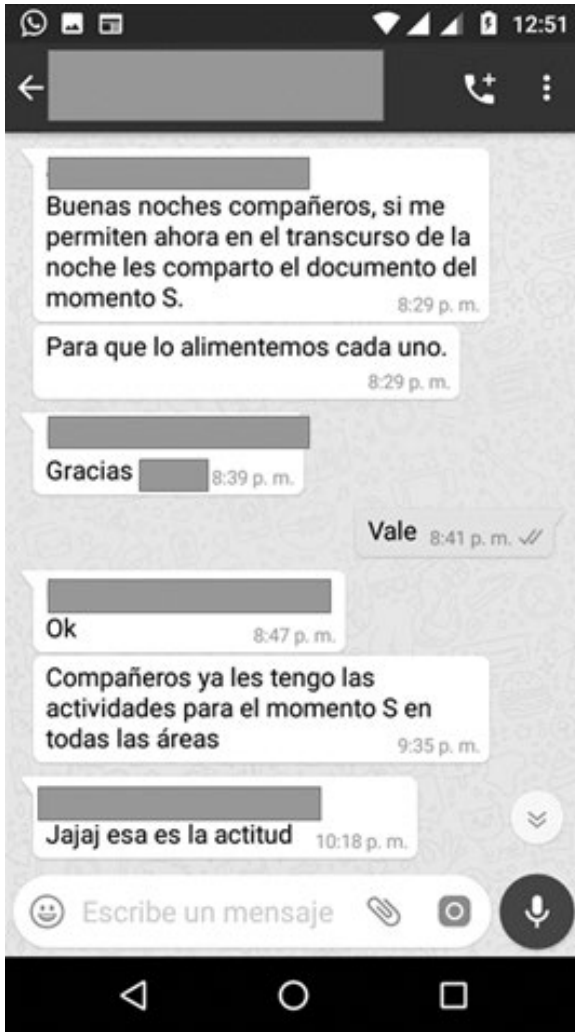 12:51
Buenas noches compañeros, si me
permiten ahora en el transcurso de la
noche les comparto el documento del
momento S.
8:29 p. m.
Para que lo alimentemos cada uno.
8:29 p. m.
Gracias
8:39 p. m.
Vale 8:41 p. m.
Ok
8:47 p. m.
Compañeros ya les tengo las
actividades para el momento S en
todas las áreas
9:35 p. m.
Jajaj esa es la actitud 10:18 p. m.
Escribe un mensaje